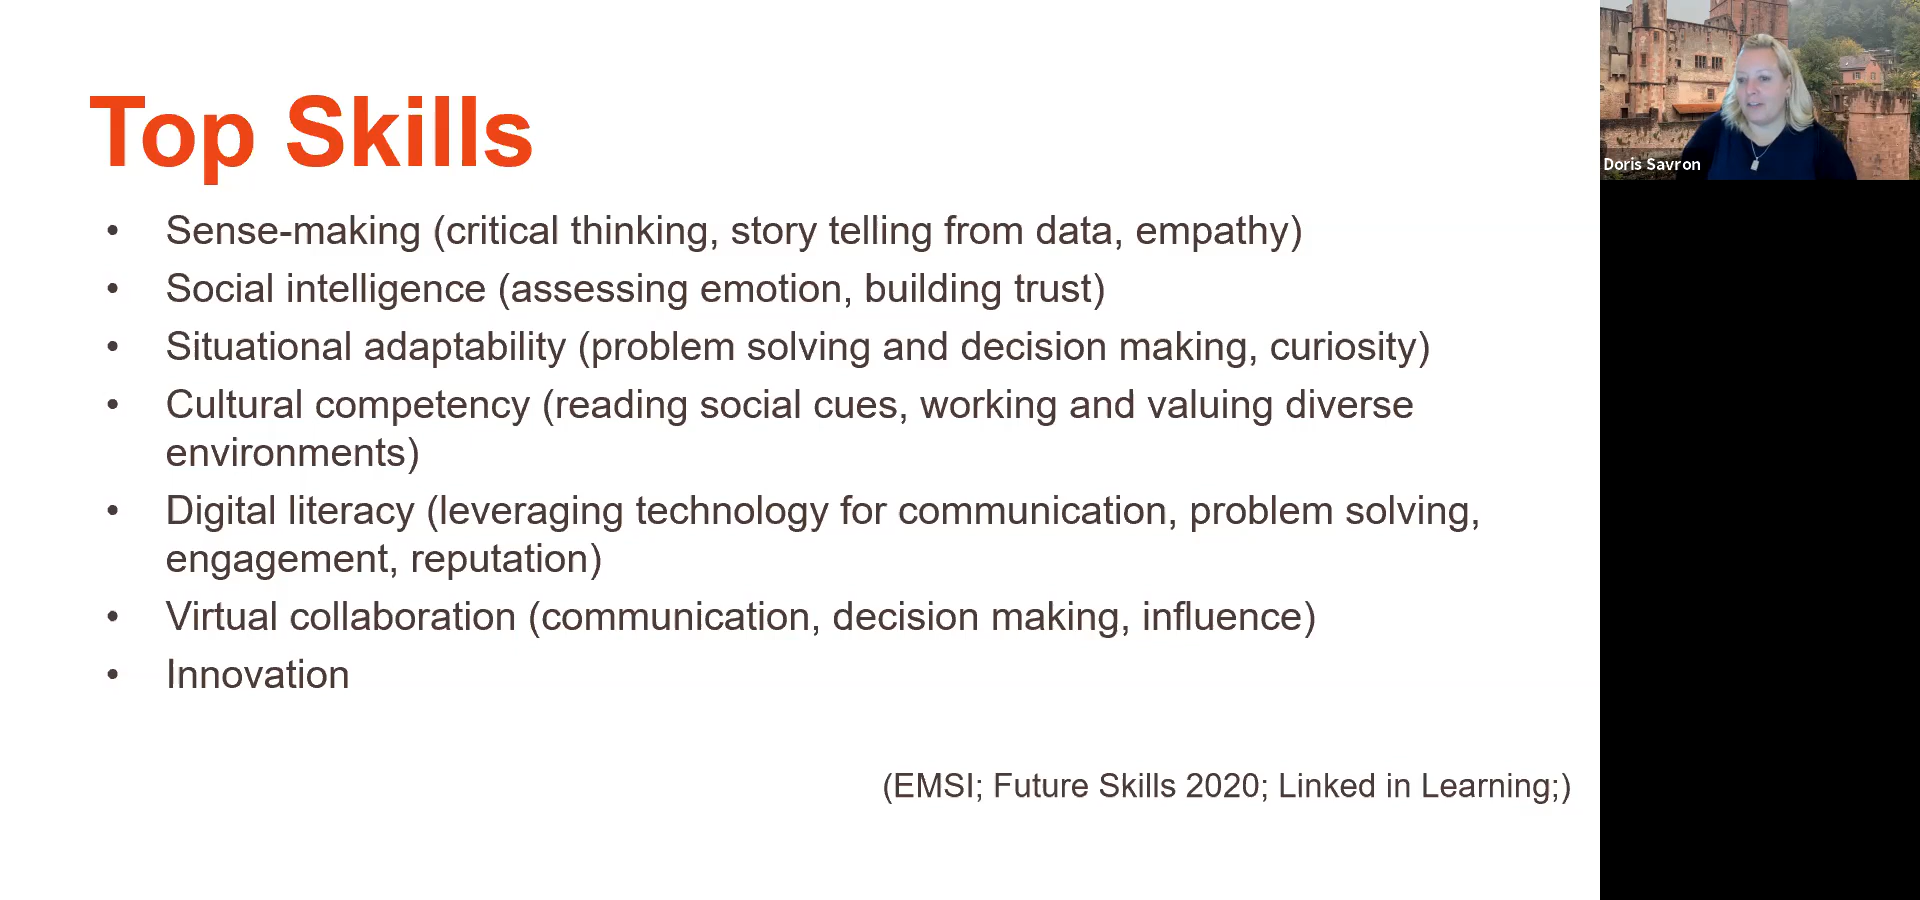 Top Skills
• Sense-making (critical thinking, story telling from data, empathy)
• Social intelligence (assessing emotion, building trust)
• Situational adaptability (problem solving and decision making, curiosity)
• Cultural competency (reading social cues, working and valuing diverse
environments)
• Digital literacy (leveraging technology for communication, problem solving,
engagement, reputation)
• Virtual collaboration (communication, decision making, influence)
• Innovation
(EMSI; Future Skills 2020; Linked in Learning;)
Doris Savron